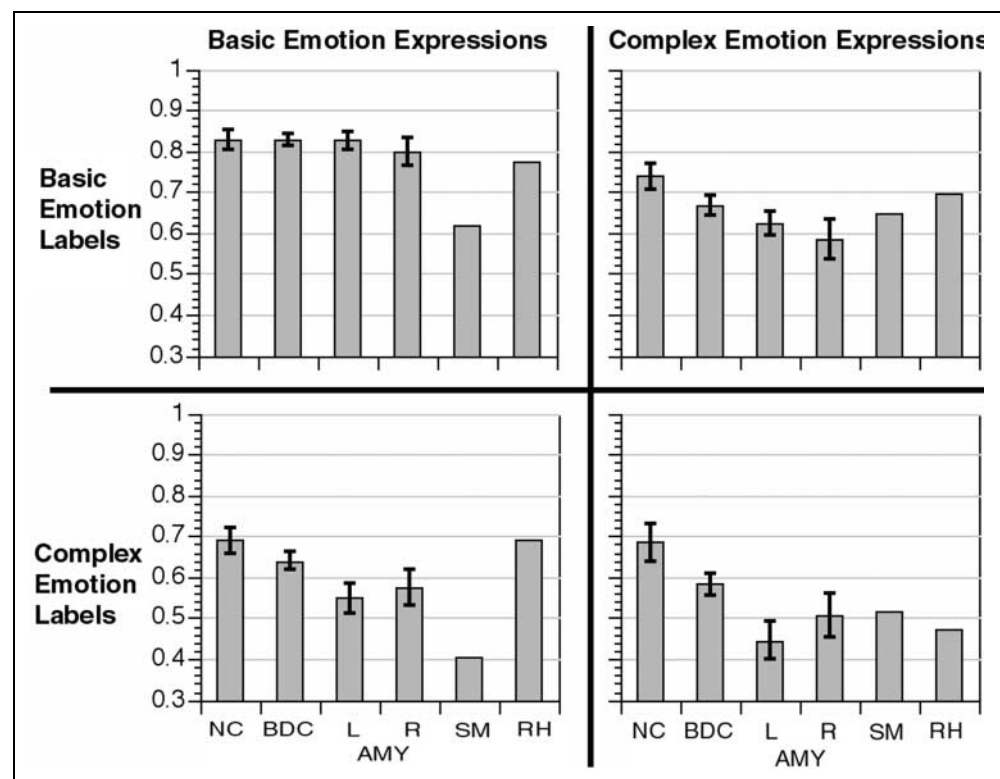 Basic Emotion Expressions
Complex Emotion Expressions
Basic
Emotion
Labels
1
0.9
0.8
0.7
0.6
0.5
0.4
0.3
Complex
Emotion
Labels
1
0.9
0.8
0.7
0.6
0.5
0.4
0.3
NC BDC L R SM RH
AMY
NC BDC L R SM RH
AMY